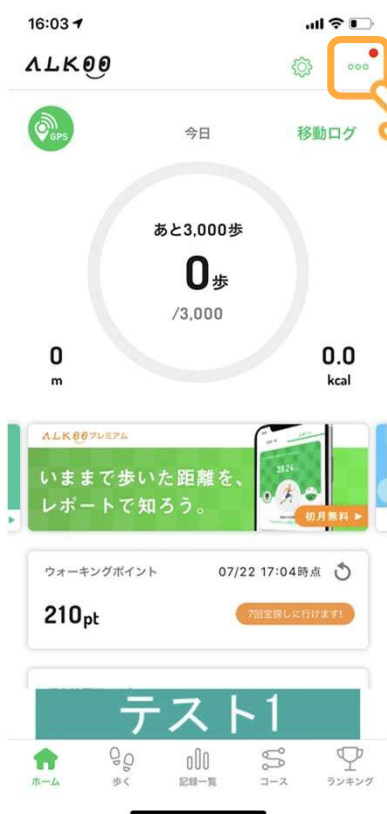 16:03
ALKOO
GPS
今日
移動ログ
あと3,000歩
0歩
/3,000
0
m
0.0
kcal
ALKOOプレミアム
いままで歩いた距離を、
レポートで知ろう。
初月無料 ▶
ウォーキングポイント
07/22 17:04時点
210pt
7回宝探しに行けます!
テスト1
ホーム
歩く
記録一覧
コース
ランキング